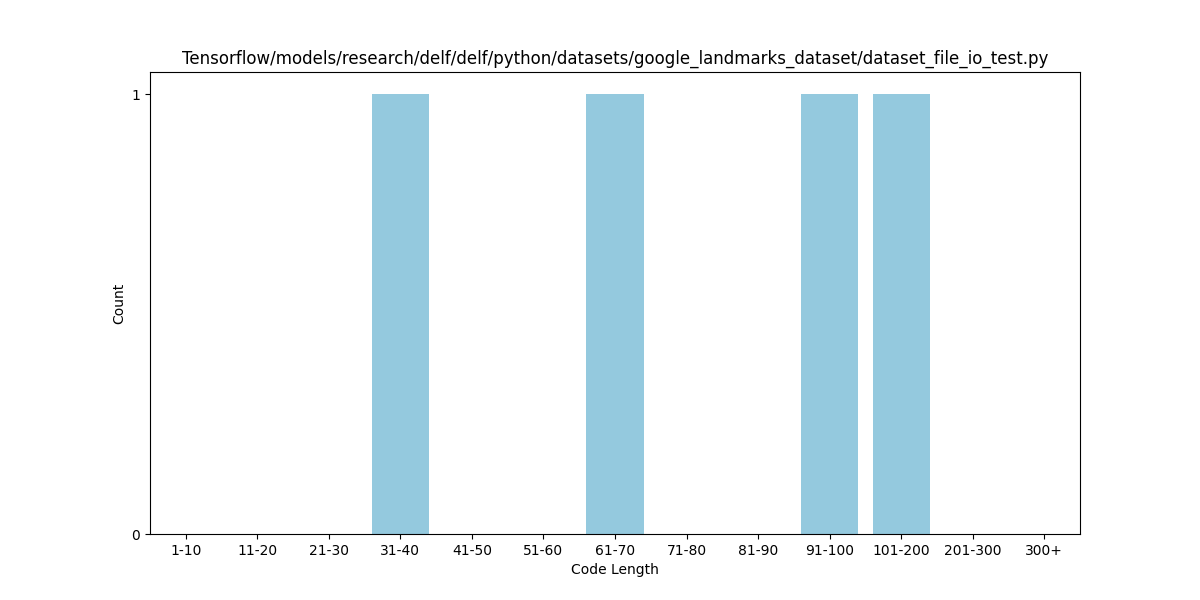 Tensorflow/models/research/delf/delf/python/datasets/google_landmarks_dataset/dataset_file_io_test.py
1
Count
0
1-10 11-20 21-30 31-40 41-50 51-60 61-70 71-80 81-90 91-100 101-200 201-300 300+
Code Length